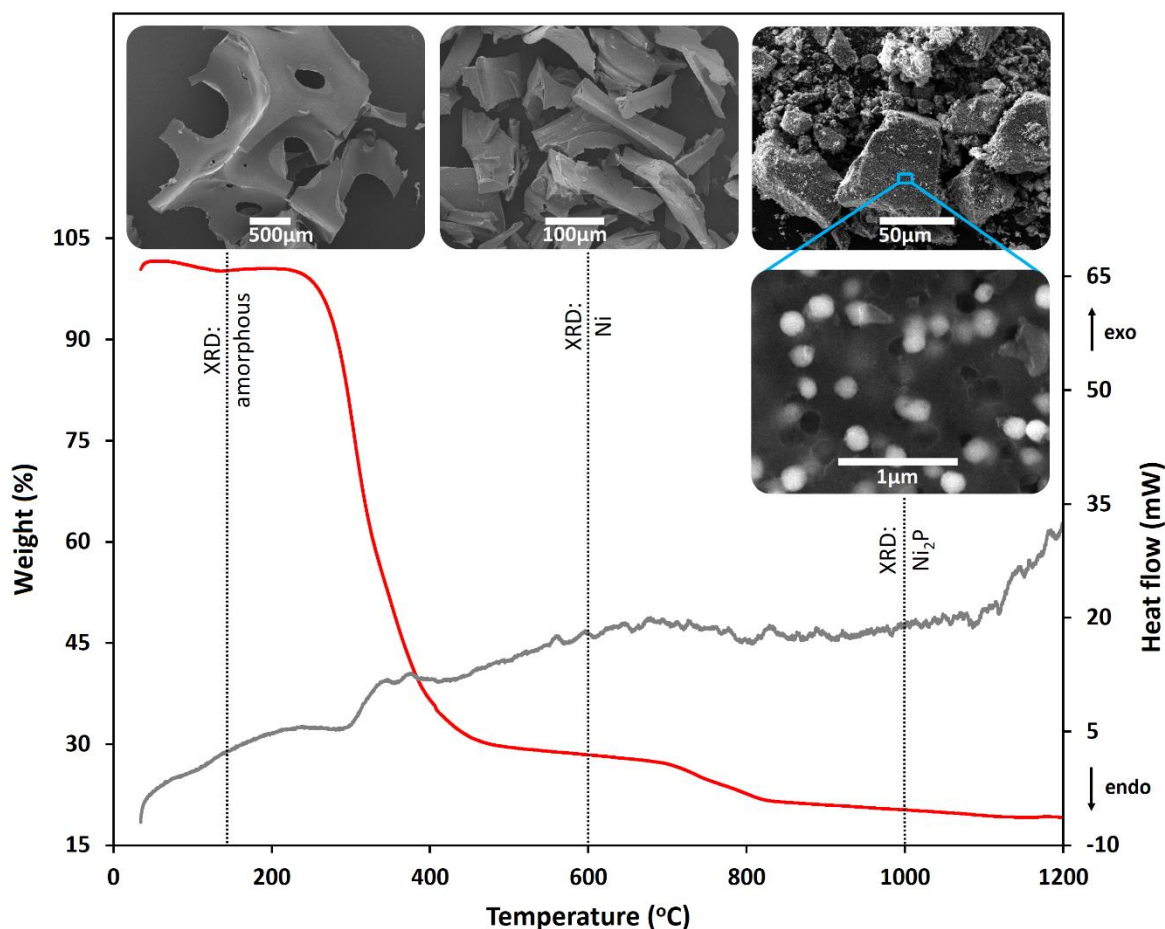 500µm
100µm
50µm
1µm
105
90
75
60
45
30
15
Weight (%)
XRD:
amorphous
XRD:
Ni
XRD:
Ni₂P
65
50
35
20
5
-10
exo
endo
Heat flow (mW)
0
200
400
600
800
1000
1200
Temperature (°C)